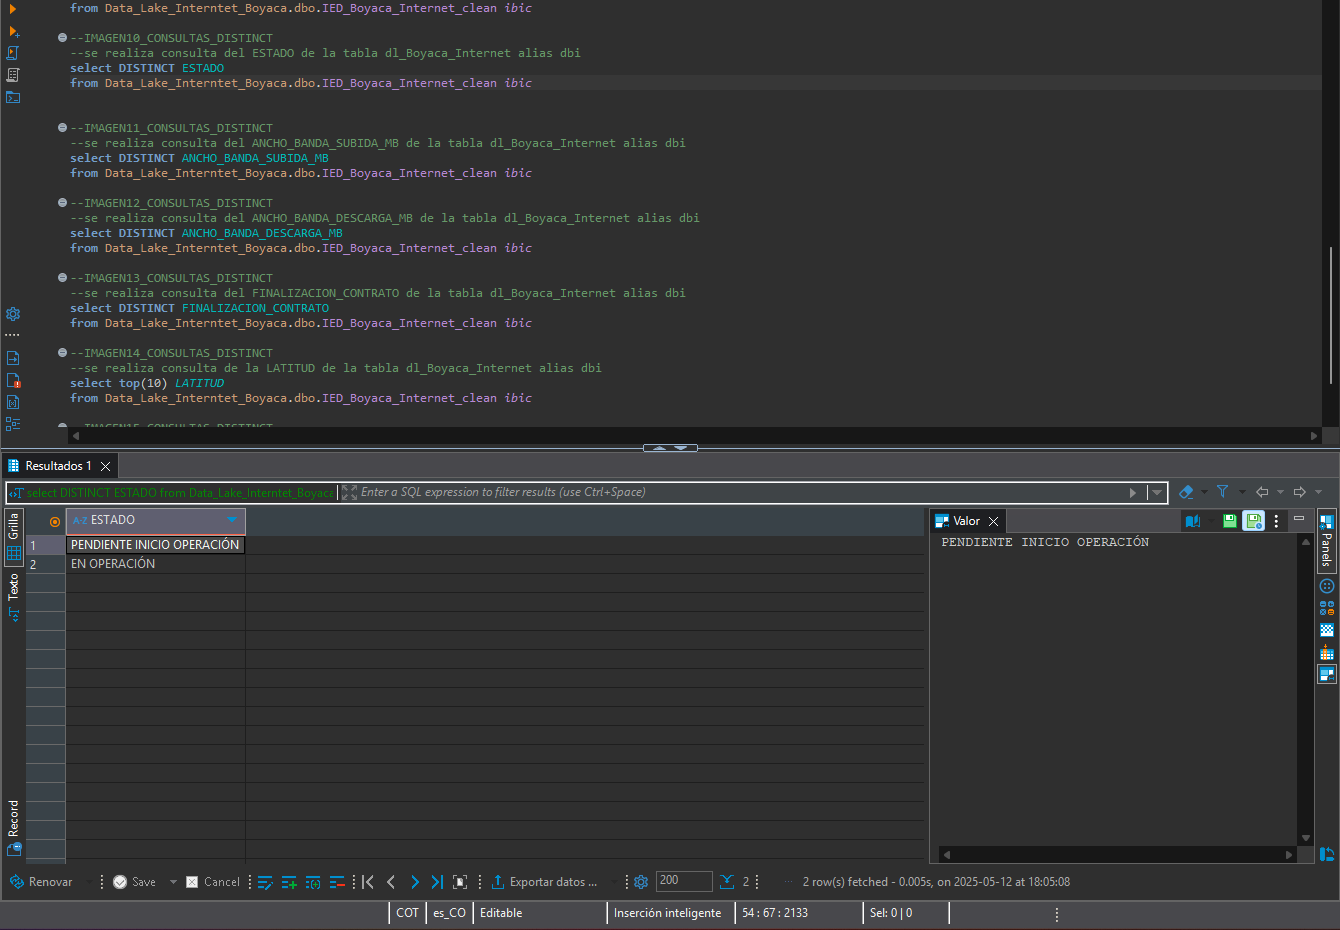 from Data_Lake_Interntet_Boyaca.dbo.IED_Boyaca_Internet_clean ibic
--IMAGEN10_CONSULTAS_DISTINCT
--se realiza consulta del ESTADO de la tabla dl_Boyaca_Internet alias dbi
select DISTINCT ESTADO
from Data_Lake_Interntet_Boyaca.dbo.IED_Boyaca_Internet_clean ibic
--IMAGEN11_CONSULTAS_DISTINCT
--se realiza consulta del ANCHO_BANDA_SUBIDA_MB de la tabla dl_Boyaca_Internet alias dbi
select DISTINCT ANCHO_BANDA_SUBIDA_MB
from Data_Lake_Interntet_Boyaca.dbo.IED_Boyaca_Internet_clean ibic
--IMAGEN12_CONSULTAS_DISTINCT
--se realiza consulta del ANCHO_BANDA_DESCARGA_MB de la tabla dl_Boyaca_Internet alias dbi
select DISTINCT ANCHO_BANDA_DESCARGA_MB
from Data_Lake_Interntet_Boyaca.dbo.IED_Boyaca_Internet_clean ibic
--IMAGEN13_CONSULTAS_DISTINCT
--se realiza consulta del FINALIZACION_CONTRATO de la tabla dl_Boyaca_Internet alias dbi
select DISTINCT FINALIZACION_CONTRATO
from Data_Lake_Interntet_Boyaca.dbo.IED_Boyaca_Internet_clean ibic
--IMAGEN14_CONSULTAS_DISTINCT
--se realiza consulta de la LATITUD de la tabla dl_Boyaca_Internet alias dbi
select top(10) LATITUD
from Data_Lake_Interntet_Boyaca.dbo.IED_Boyaca_Internet_clean ibic
Resultados 1
select DISTINCT ESTADO from Data_Lake_Interntet_Boyaca Enter a SQL expression to filter results (use Ctrl+Space)
Grilla
Texto
Record
A-Z ESTADO
1 PENDIENTE INICIO OPERACIÓN
2 EN OPERACIÓN
Valor
PENDIENTE INICIO OPERACIÓN
Panels
Renovar Save Cancel Exportar datos ... 200 2 2 row(s) fetched - 0.005s, on 2025-05-12 at 18:05:08
COT es_CO Editable Inserción inteligente 54 : 67 : 2133 Sel: 0 | 0